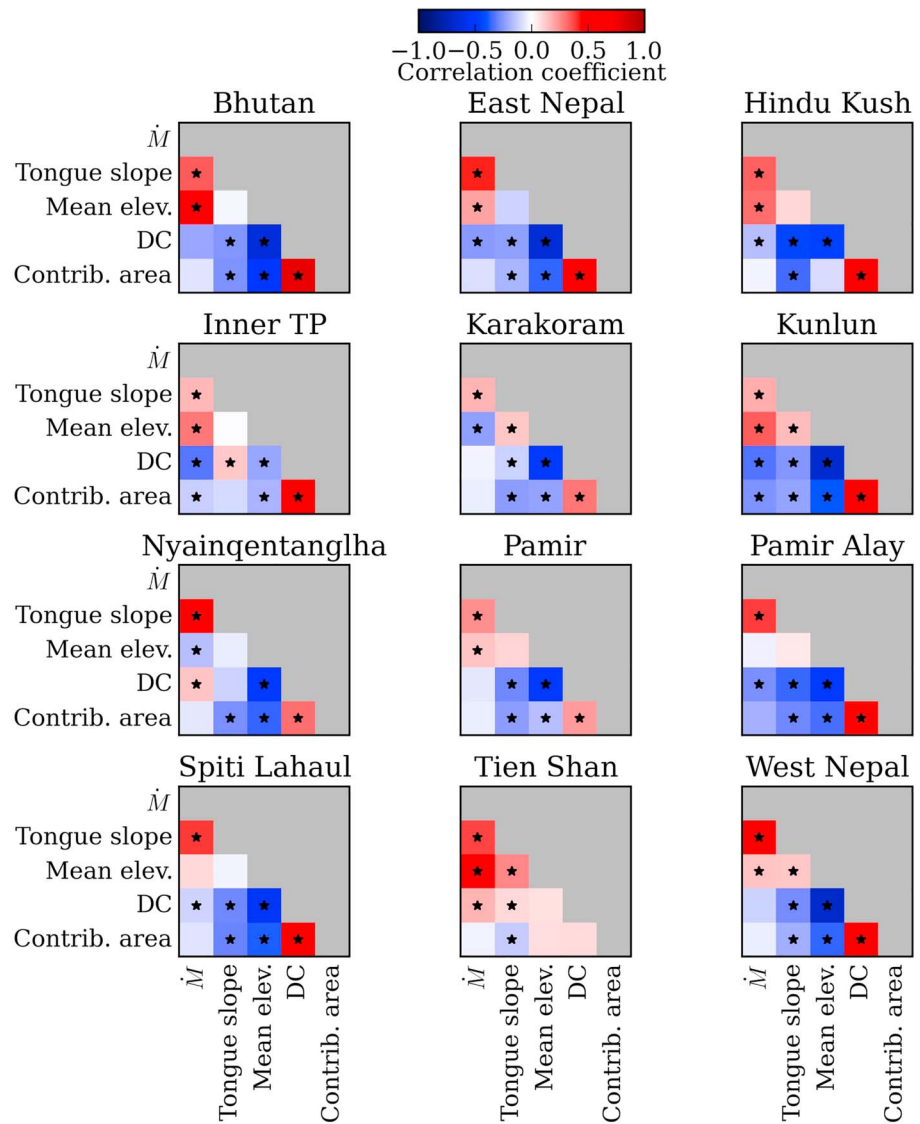 −1.0 −0.5 0.0 0.5 1.0
Correlation coefficient
Bhutan
East Nepal
Hindu Kush
Ṁ
Tongue slope
Mean elev.
DC
Contrib. area
Inner TP
Karakoram
Kunlun
Ṁ
Tongue slope
Mean elev.
DC
Contrib. area
Nyainqentanglha
Pamir
Pamir Alay
Ṁ
Tongue slope
Mean elev.
DC
Contrib. area
Spiti Lahaul
Tien Shan
West Nepal
Ṁ
Tongue slope
Mean elev.
DC
Contrib. area
Ṁ
Tongue slope
Mean elev.
DC
Contrib. area
Ṁ
Tongue slope
Mean elev.
DC
Contrib. area
Ṁ
Tongue slope
Mean elev.
DC
Contrib. area